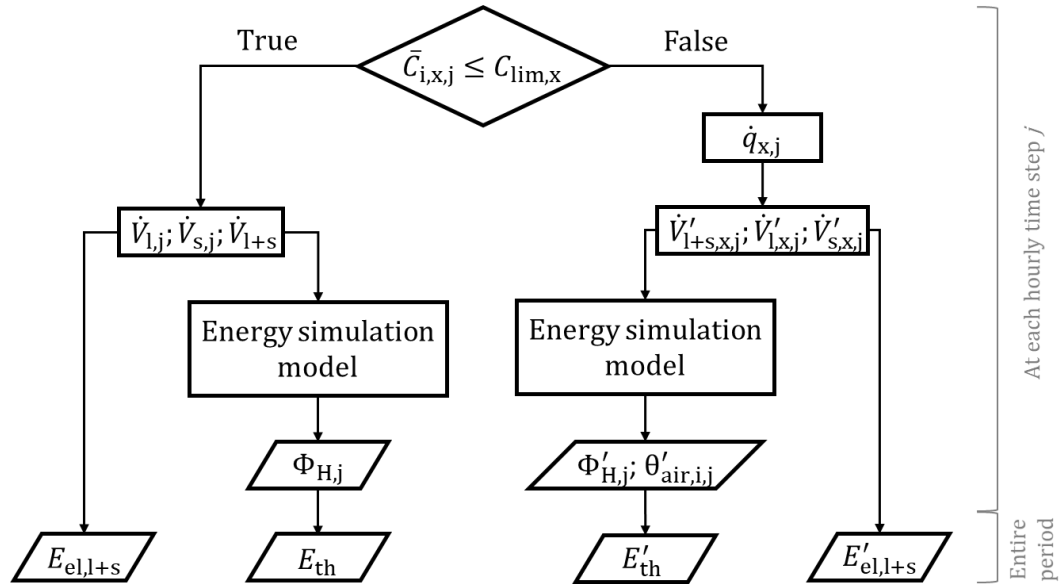 True
False
C̄i,x,j ≤ Clim,x
q̇x,j
V̇l,j; V̇s,j; V̇l+s
V̇′l+s,x,j; V̇′l,x,j; V̇′s,x,j
Energy simulation
model
Energy simulation
model
ΦH,j
Φ′H,j; θ′air,i,j
Eel,l+s
Eth
E′th
E′el,l+s
At each hourly time step j
Entire
period